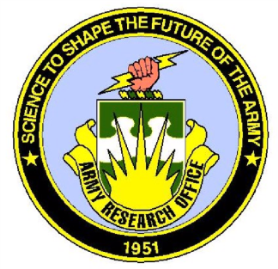 SCIENCE TO SHAPE THE FUTURE OF THE ARMY
ARMY RESEARCH OFFICE
1951